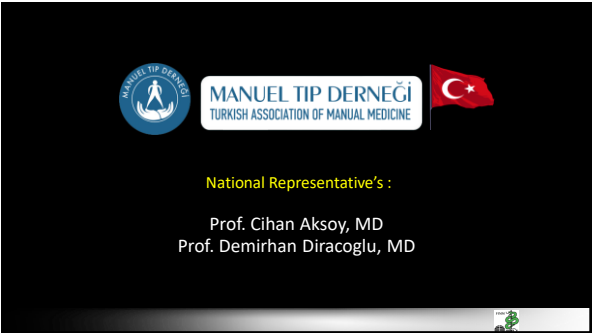 MANUEL TIP DERNEĞİ
MANUEL TIP DERNEĞİ
TURKISH ASSOCIATION OF MANUAL MEDICINE
National Representative's :
Prof. Cihan Aksoy, MD
Prof. Demirhan Diracoglu, MD